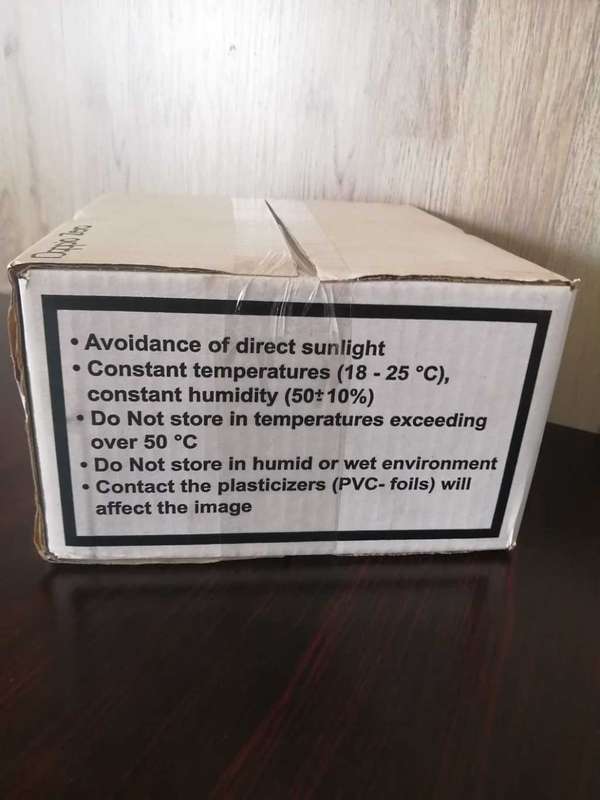 • Avoidance of direct sunlight
• Constant temperatures (18 - 25 °C),
constant humidity (50±10%)
• Do Not store in temperatures exceeding
over 50 °C
• Do Not store in humid or wet environment
• Contact the plasticizers (PVC- foils) will
affect the image